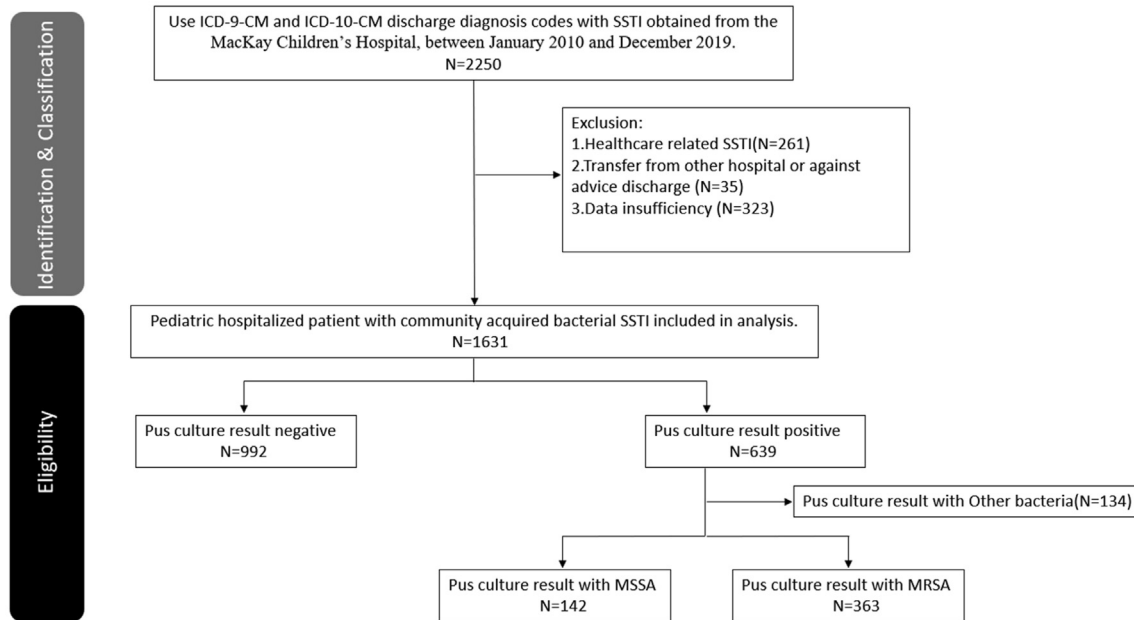 Identification & Classification
Use ICD-9-CM and ICD-10-CM discharge diagnosis codes with SSTI obtained from the
MacKay Children’s Hospital, between January 2010 and December 2019.
N=2250
Exclusion:
1.Healthcare related SSTI(N=261)
2.Transfer from other hospital or against
advice discharge (N=35)
3.Data insufficiency (N=323)
Eligibility
Pediatric hospitalized patient with community acquired bacterial SSTI included in analysis.
N=1631
Pus culture result negative
N=992
Pus culture result positive
N=639
Pus culture result with Other bacteria(N=134)
Pus culture result with MSSA
N=142
Pus culture result with MRSA
N=363